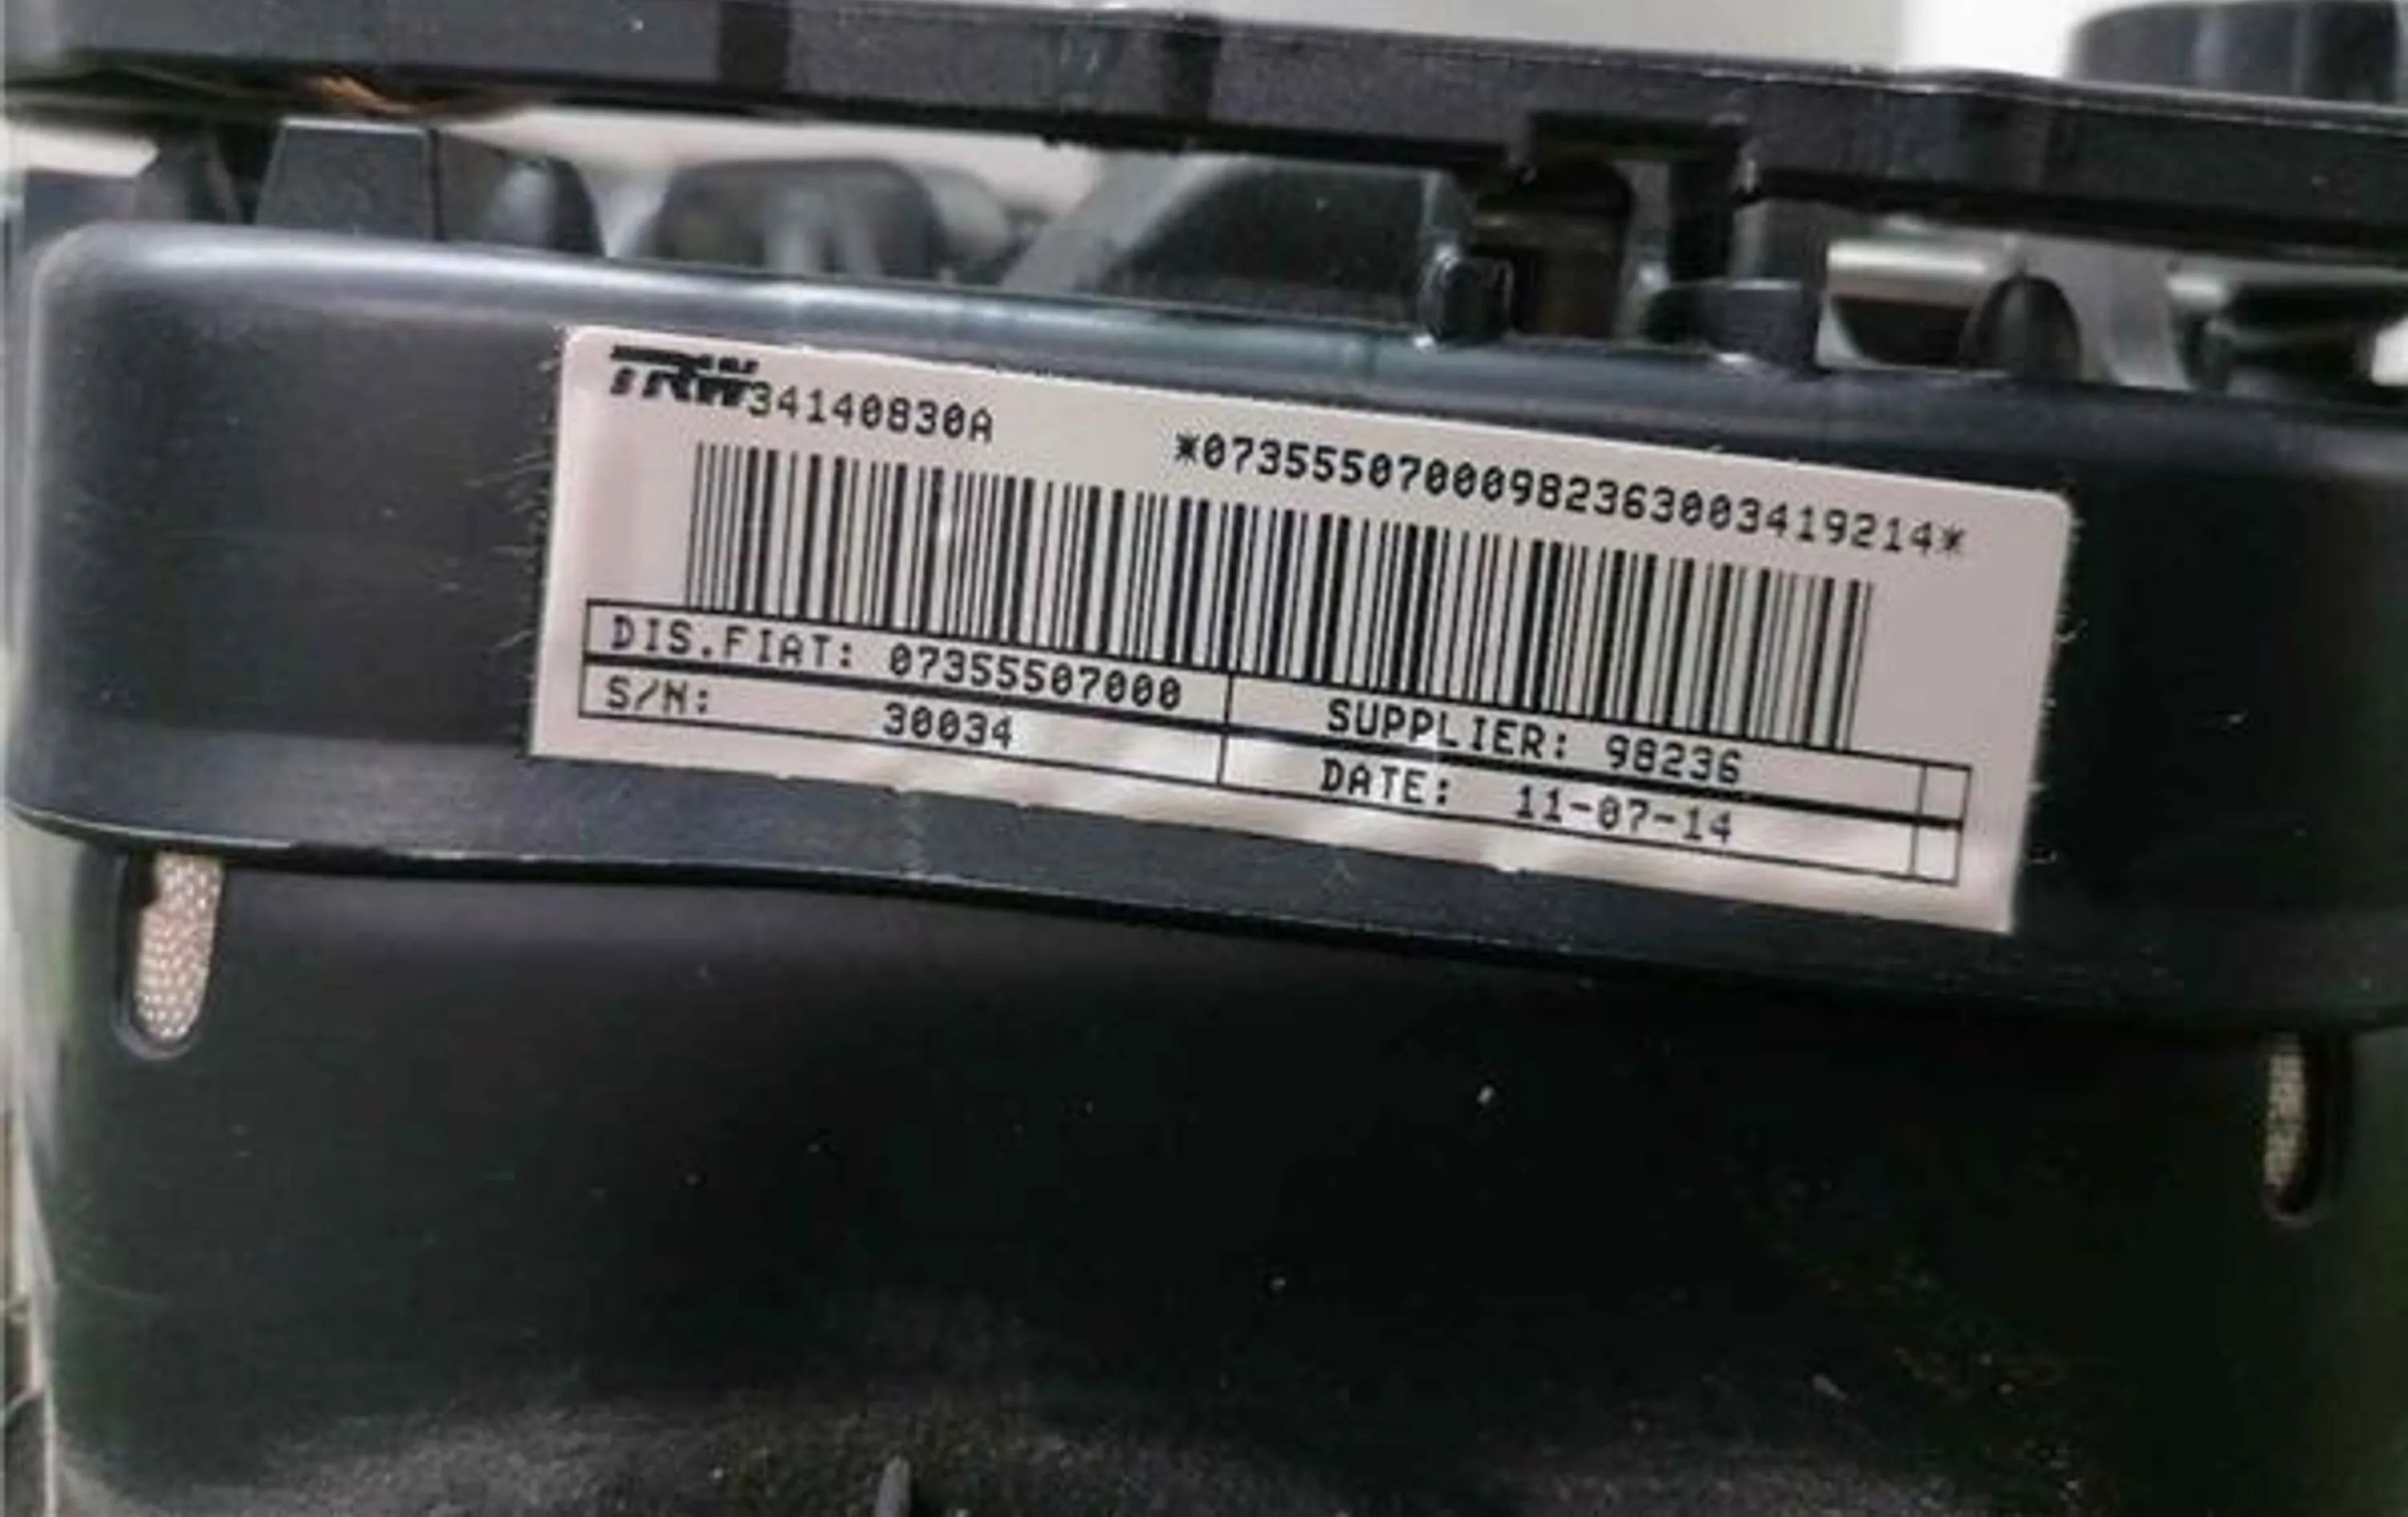 TRW 34140830A
*07355507000982363003419214*
DIS.FIAT: 07355507000
SUPPLIER: 98236
S/N: 30034
DATE: 11-07-14